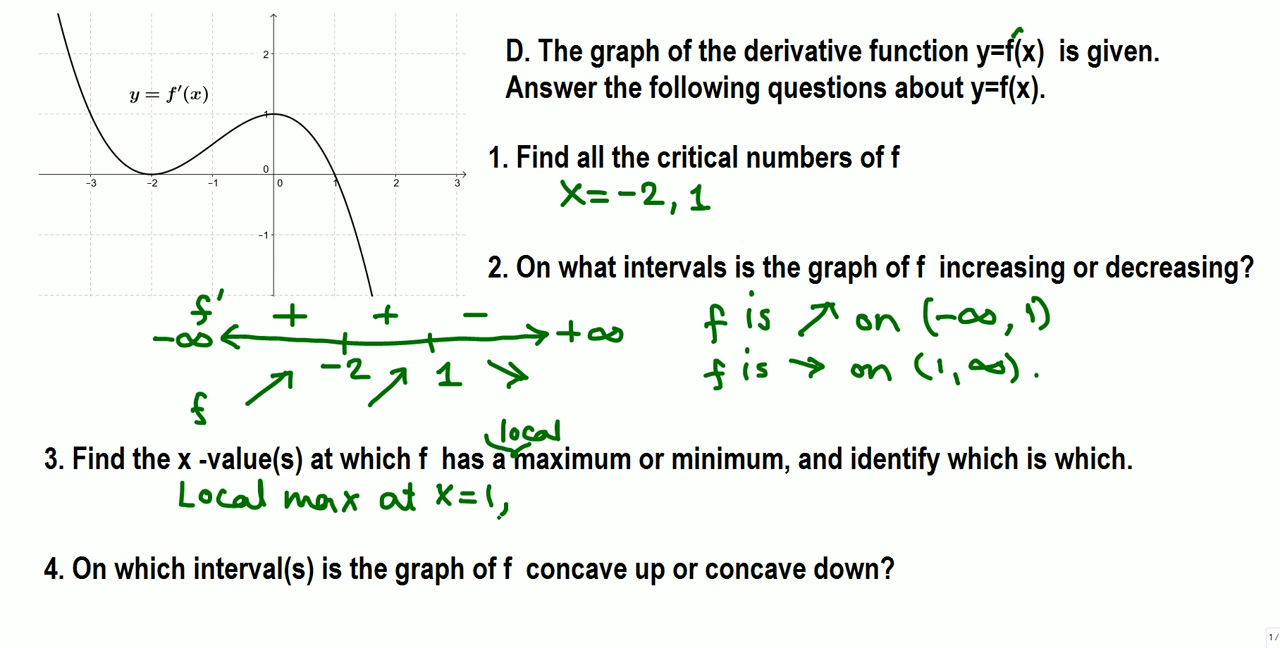 D. The graph of the derivative function y=f'(x) is given.
Answer the following questions about y=f(x).
2
y = f′(x)
1
0
-3 -2 -1 0 1 2 3
-1
1. Find all the critical numbers of f
x = -2, 1
2. On what intervals is the graph of f increasing or decreasing?
f′ + + -
-∞ +∞
-2 1
f ↗ ↗ ↘
f is ↗ on (-∞, 1)
f is → on (1, ∞).
local
3. Find the x -value(s) at which f has a maximum or minimum, and identify which is which.
Local max at x=1,
4. On which interval(s) is the graph of f concave up or concave down?
1/